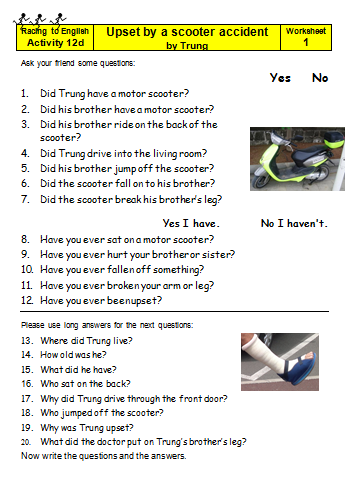 Racing to English
Activity 12d
Upset by a scooter accident
by Trung
Worksheet
1
Ask your friend some questions:
Yes No
1. Did Trung have a motor scooter?
2. Did his brother have a motor scooter?
3. Did his brother ride on the back of the
scooter?
4. Did Trung drive into the living room?
5. Did his brother jump off the scooter?
6. Did the scooter fall on to his brother?
7. Did the scooter break his brother's leg?
Yes I have. No I haven't.
8. Have you ever sat on a motor scooter?
9. Have you ever hurt your brother or sister?
10. Have you ever fallen off something?
11. Have you ever broken your arm or leg?
12. Have you ever been upset?
Please use long answers for the next questions:
13. Where did Trung live?
14. How old was he?
15. What did he have?
16. Who sat on the back?
17. Why did Trung drive through the front door?
18. Who jumped off the scooter?
19. Why was Trung upset?
20. What did the doctor put on Trung's brother's leg?
Now write the questions and the answers.